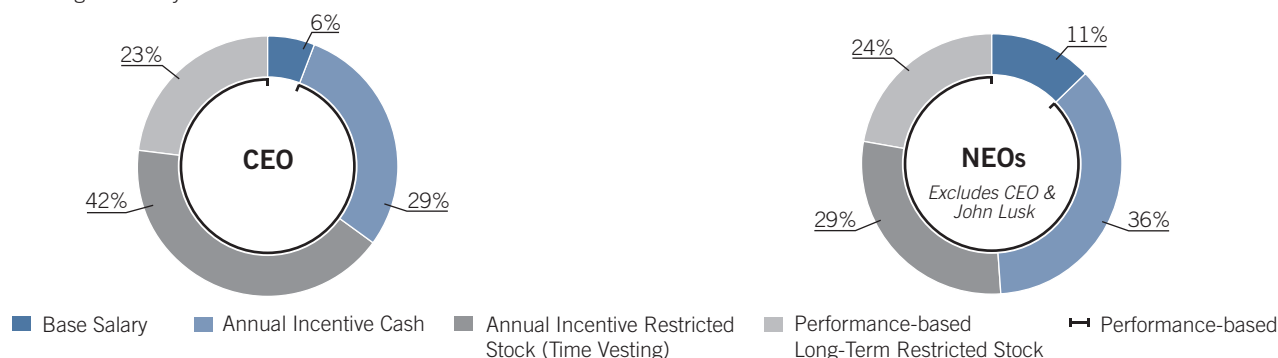 6%
23%
CEO
42%
29%
11%
24%
NEOs
Excludes CEO &
John Lusk
29%
36%
Base Salary
Annual Incentive Cash
Annual Incentive Restricted
Stock (Time Vesting)
Performance-based
Long-Term Restricted Stock
Performance-based